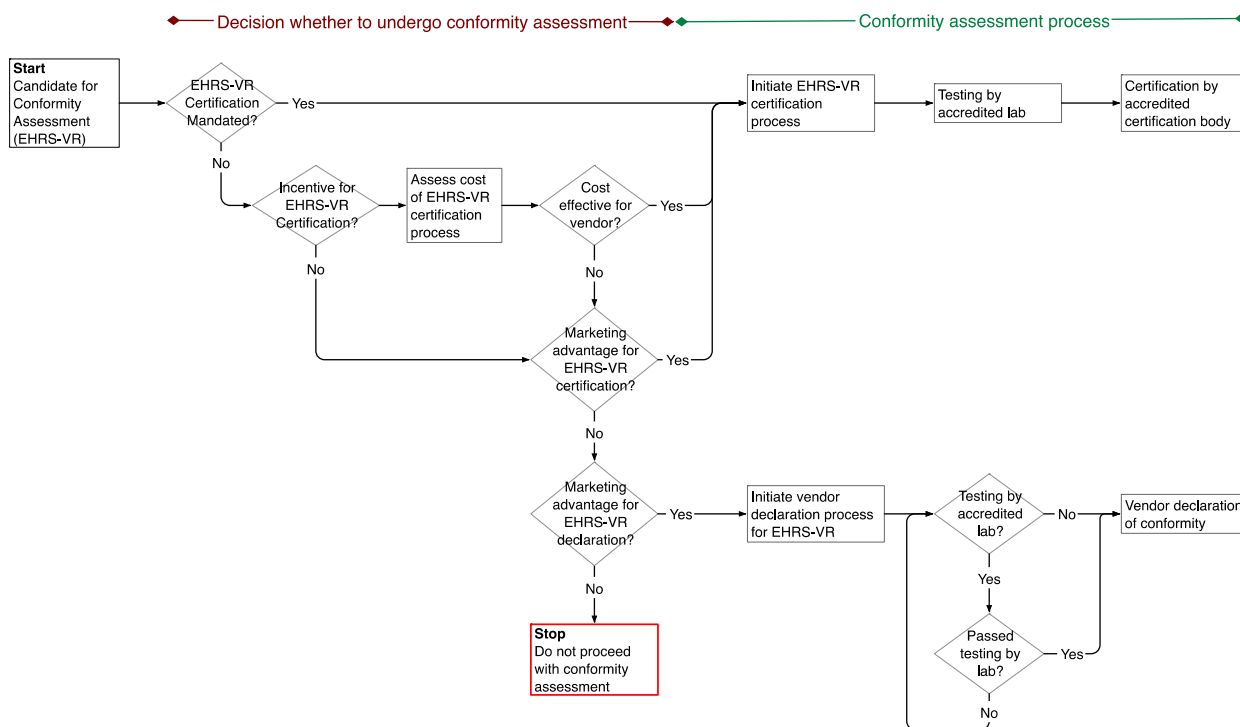 Decision whether to undergo conformity assessment
Conformity assessment process
Start
Candidate for
Conformity
Assessment
(EHRS-VR)
EHRS-VR
Certification
Mandated?
Yes
Initiate EHRS-VR
certification
process
Testing by
accredited lab
Certification by
accredited
certification body
No
Incentive for
EHRS-VR
Certification?
Assess cost
of EHRS-VR
certification
process
Cost
effective for
vendor?
Yes
No
No
Marketing
advantage for
EHRS-VR
certification?
Yes
No
Marketing
advantage for
EHRS-VR
declaration?
Yes
Initiate vendor
declaration process
for EHRS-VR
Testing by
accredited
lab?
No
Vendor declaration
of conformity
No
Yes
Stop
Do not proceed
with conformity
assessment
Passed
testing by
lab?
Yes
No